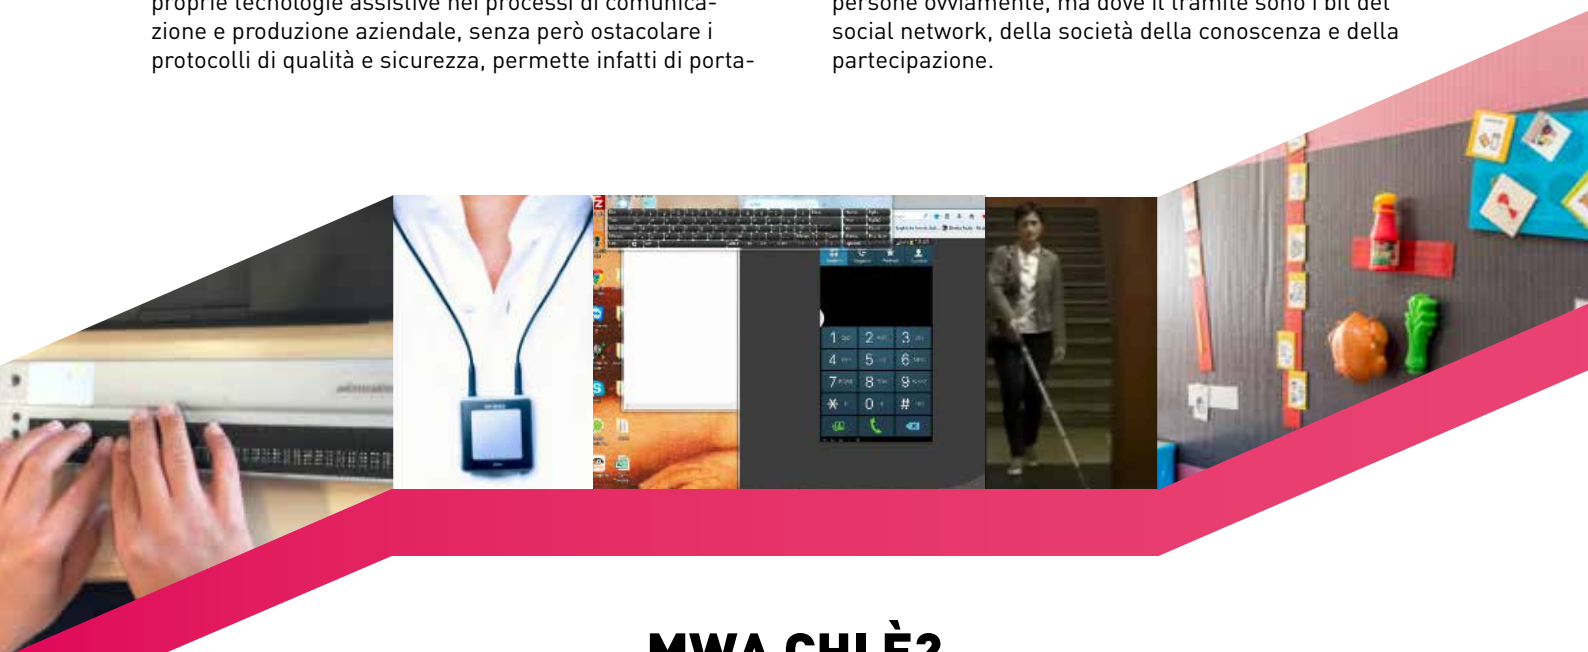 proprie tecnologie assistive nei processi di comunica-
zione e produzione aziendale, senza però ostacolare i
protocolli di qualità e sicurezza, permette infatti di porta-
persone ovviamente, ma dove il tramite sono i bit del
social network, della società della conoscenza e della
partecipazione.
1 2 3
4 5 6
7 8 9
* 0 #
MWA CHI È?